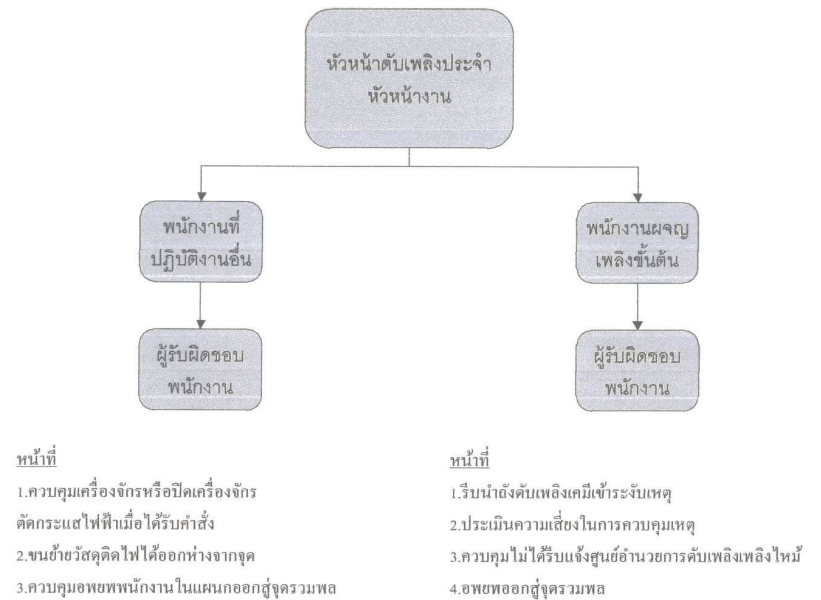 หัวหน้าดับเพลิงประจำ
หัวหน้างาน
พนักงานที่
ปฏิบัติงานอื่น
พนักงานผจญ
เพลิงขั้นต้น
ผู้รับผิดชอบ
พนักงาน
ผู้รับผิดชอบ
พนักงาน
หน้าที่
1.ควบคุมเครื่องจักรหรือปิดเครื่องจักร
ตัดกระแสไฟฟ้าเมื่อได้รับคำสั่ง
2.ขนย้ายวัสดุติดไฟได้ออกห่างจากจุด
3.ควบคุมอพยพพนักงานในแผนกออกสู่จุดรวมพล
หน้าที่
1.รีบนำถังดับเพลิงเคมีเข้าระงับเหตุ
2.ประเมินความเสี่ยงในการควบคุมเหตุ
3.ควบคุมไม่ได้รีบแจ้งศูนย์อำนวยการดับเพลิงเพลิงไหม้
4.อพยพออกสู่จุดรวมพล